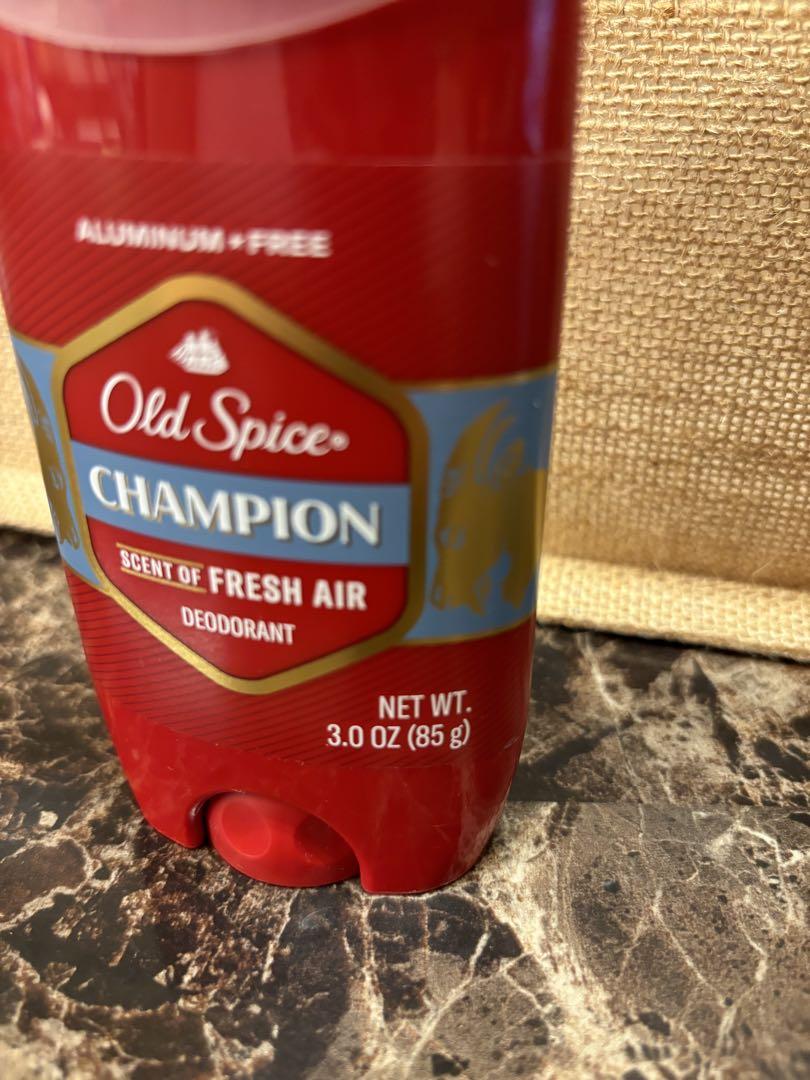 ALUMINUM + FREE
Old Spice
CHAMPION
SCENT OF FRESH AIR
DEODORANT
NET WT.
3.0 OZ (85 g)